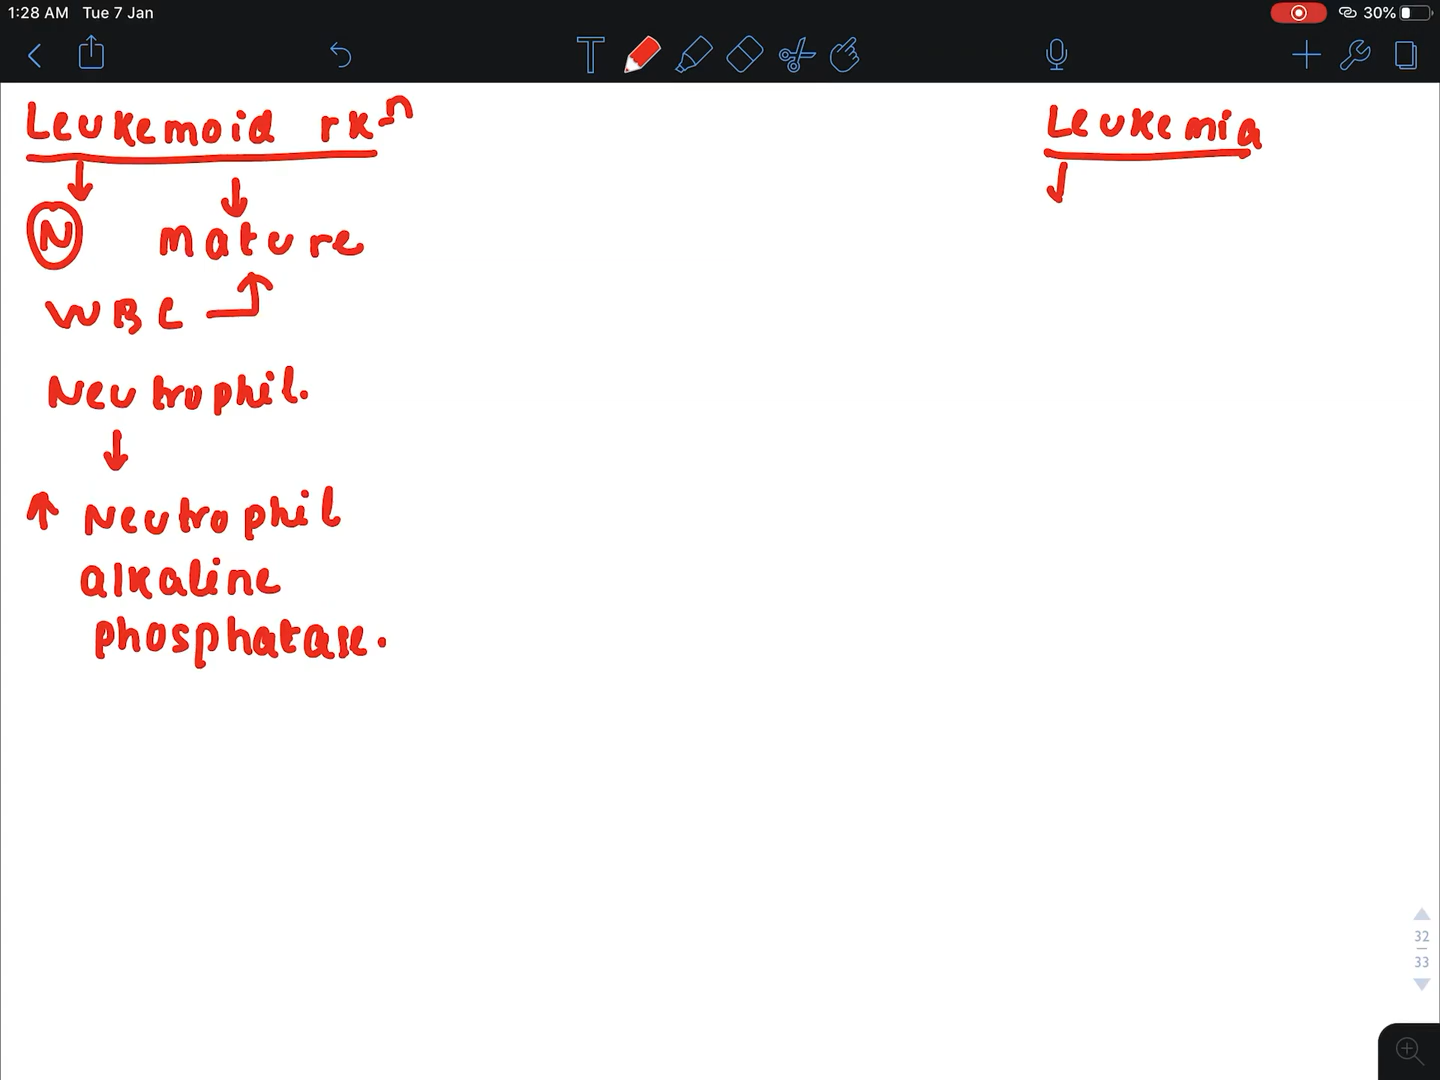 1:28 AM Tue 7 Jan
30%
T
Leukemoid rxn
Leukemia
N mature
WBC
Neutrophil.
↑ Neutrophil
alkaline
phosphatase.
32
33